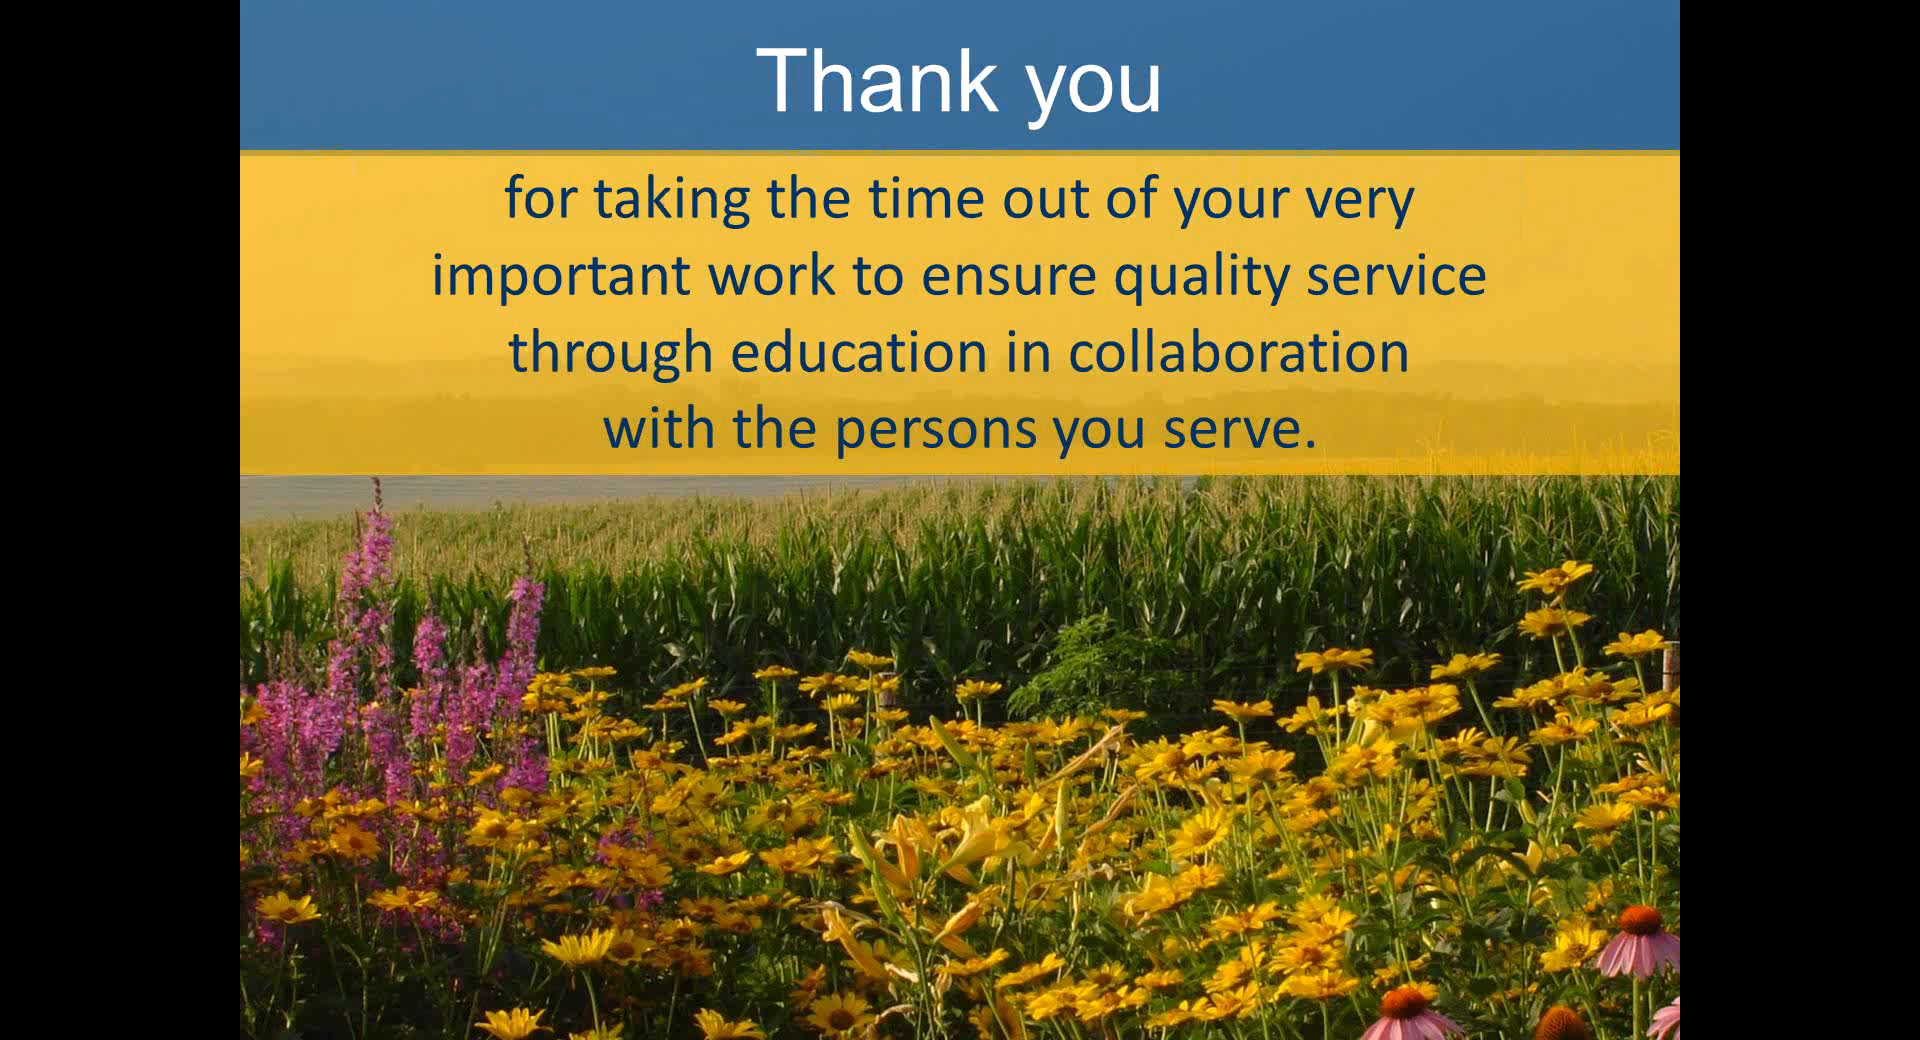 Thank you
for taking the time out of your very
important work to ensure quality service
through education in collaboration
with the persons you serve.